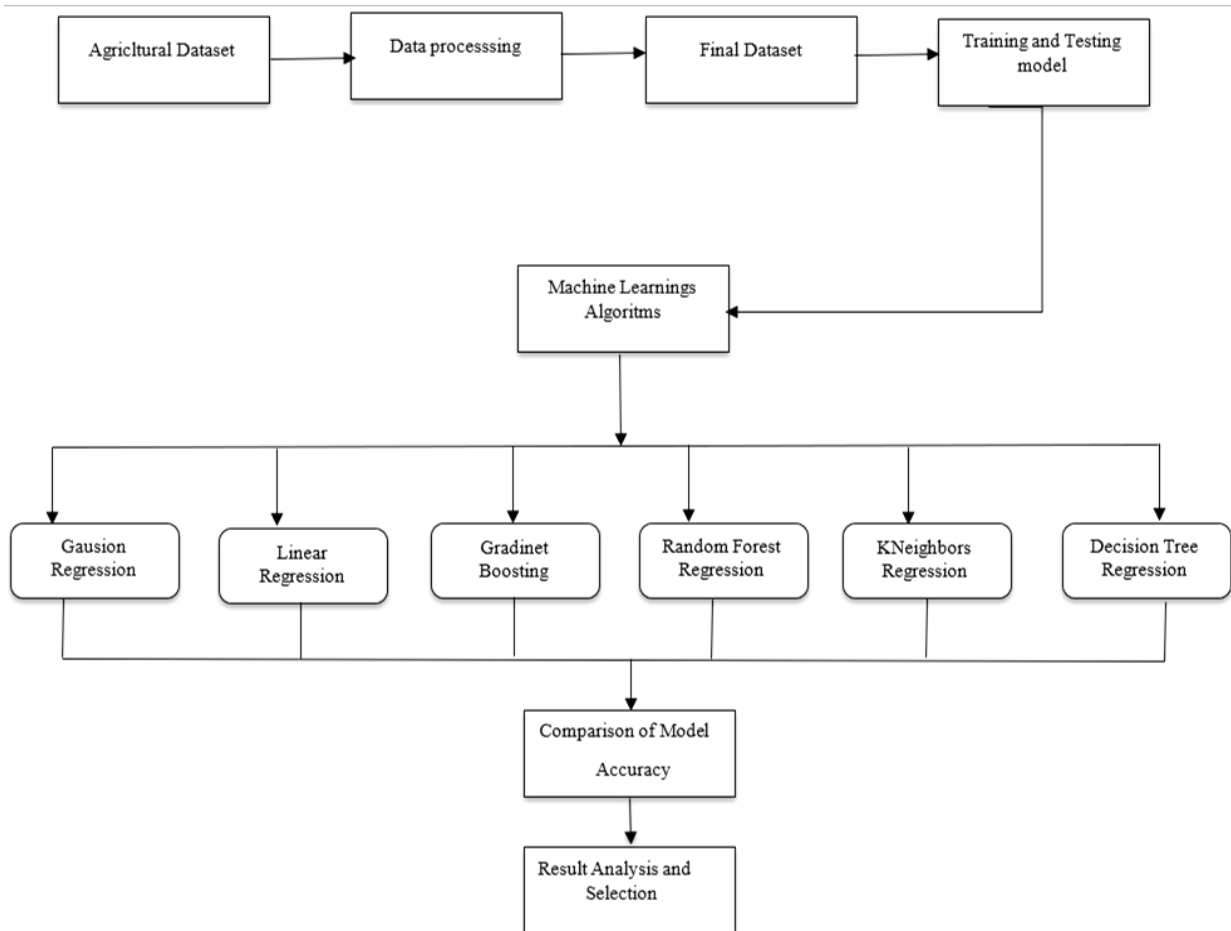 Agricltural Dataset
Data processsing
Final Dataset
Training and Testing
model
Machine Learnings
Algoritms
Gausion
Regression
Linear
Regression
Gradinet
Boosting
Random Forest
Regression
KNeighbors
Regression
Decision Tree
Regression
Comparison of Model
Accuracy
Result Analysis and
Selection